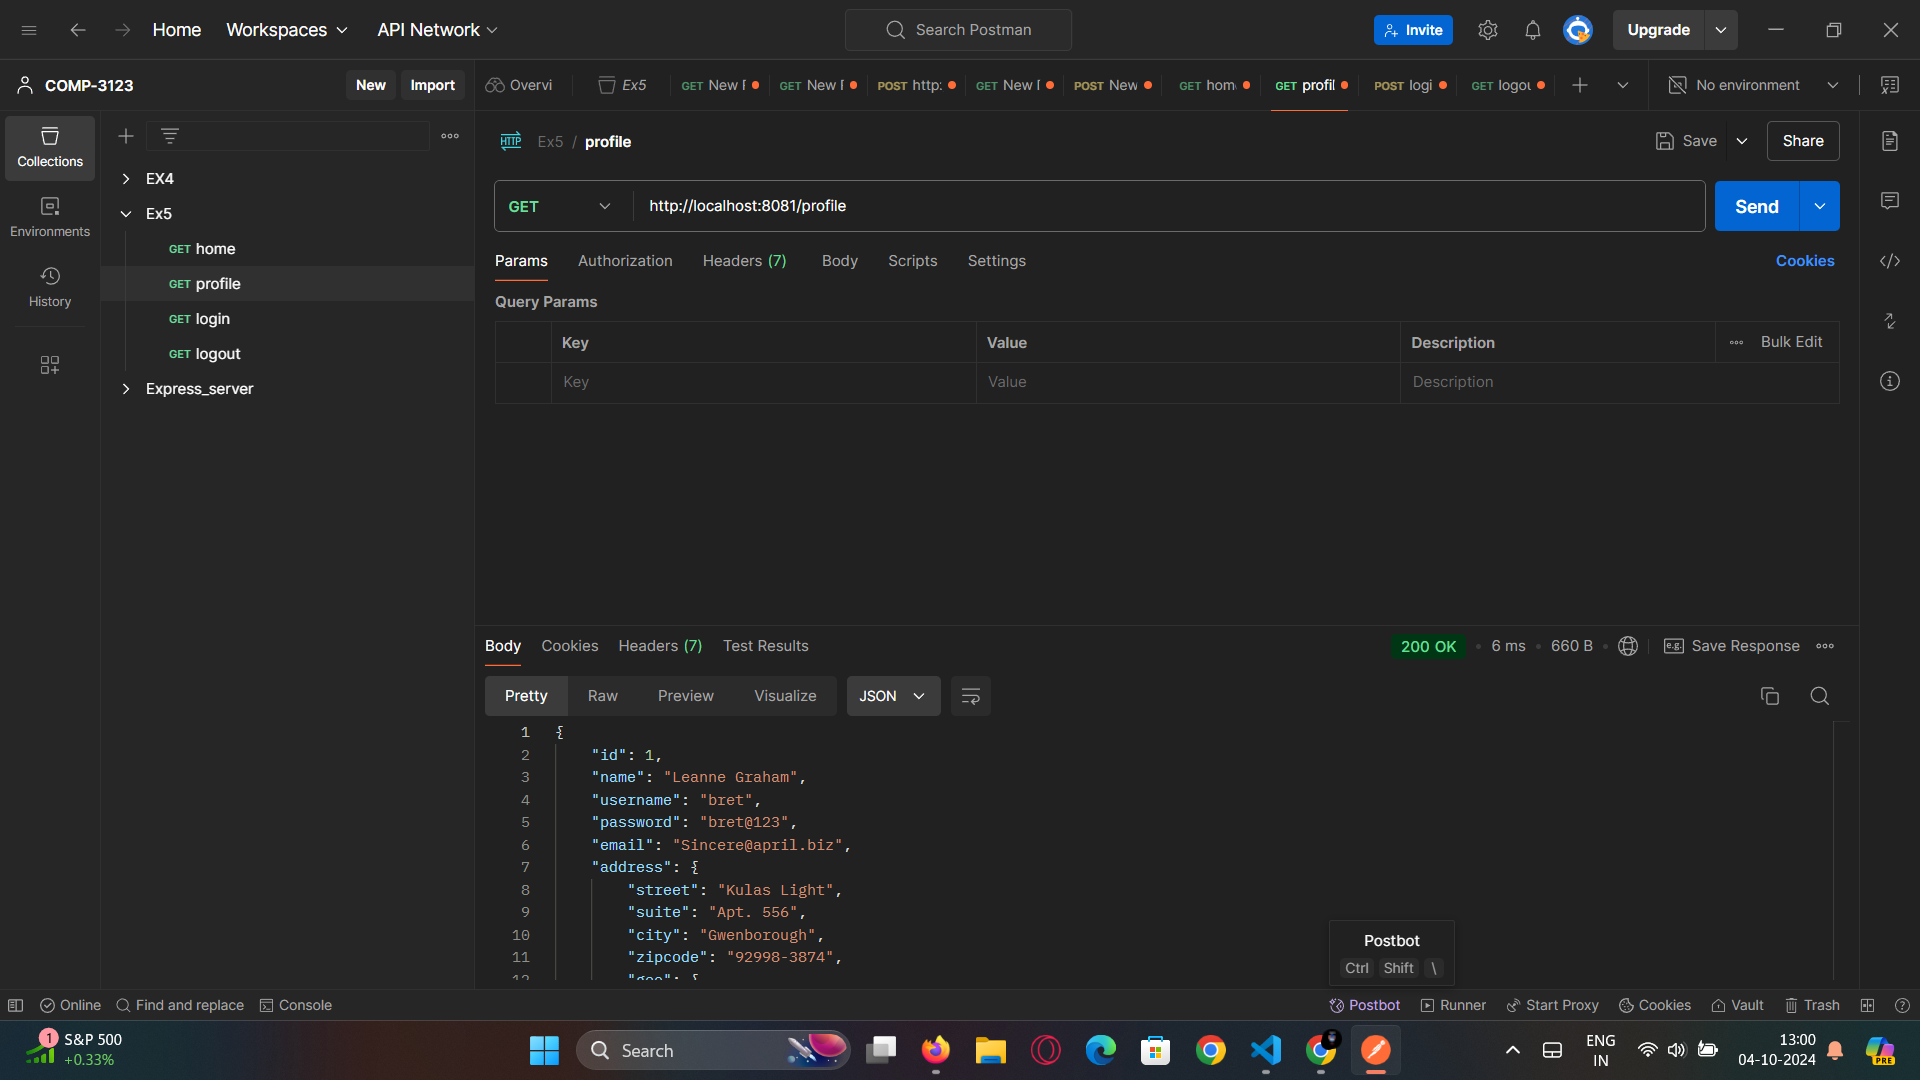 Home Workspaces API Network Search Postman Invite Upgrade
COMP-3123 New Import Overvi Ex5 GET New GET New POST http: GET New POST New GET hom GET profil POST logi GET logou No environment
Collections
Environments
History
EX4
Ex5
GET home
GET profile
GET login
GET logout
Express_server
HTTP Ex5 / profile Save Share
GET http://localhost:8081/profile Send
Params Authorization Headers (7) Body Scripts Settings Cookies
Query Params
Key Value Description Bulk Edit
Key Value Description
Body Cookies Headers (7) Test Results 200 OK 6 ms 660 B e.g. Save Response
Pretty Raw Preview Visualize JSON
1 {
2 "id": 1,
3 "name": "Leanne Graham",
4 "username": "bret",
5 "password": "bret@123",
6 "email": "Sincere@april.biz",
7 "address": {
8 "street": "Kulas Light",
9 "suite": "Apt. 556",
10 "city": "Gwenborough",
11 "zipcode": "92998-3874",
12 "geo": {
Postbot
Ctrl Shift \
Online Find and replace Console Postbot Runner Start Proxy Cookies Vault Trash
1 S&P 500
+0.33%
Search
ENG
IN
13:00
04-10-2024
PRE